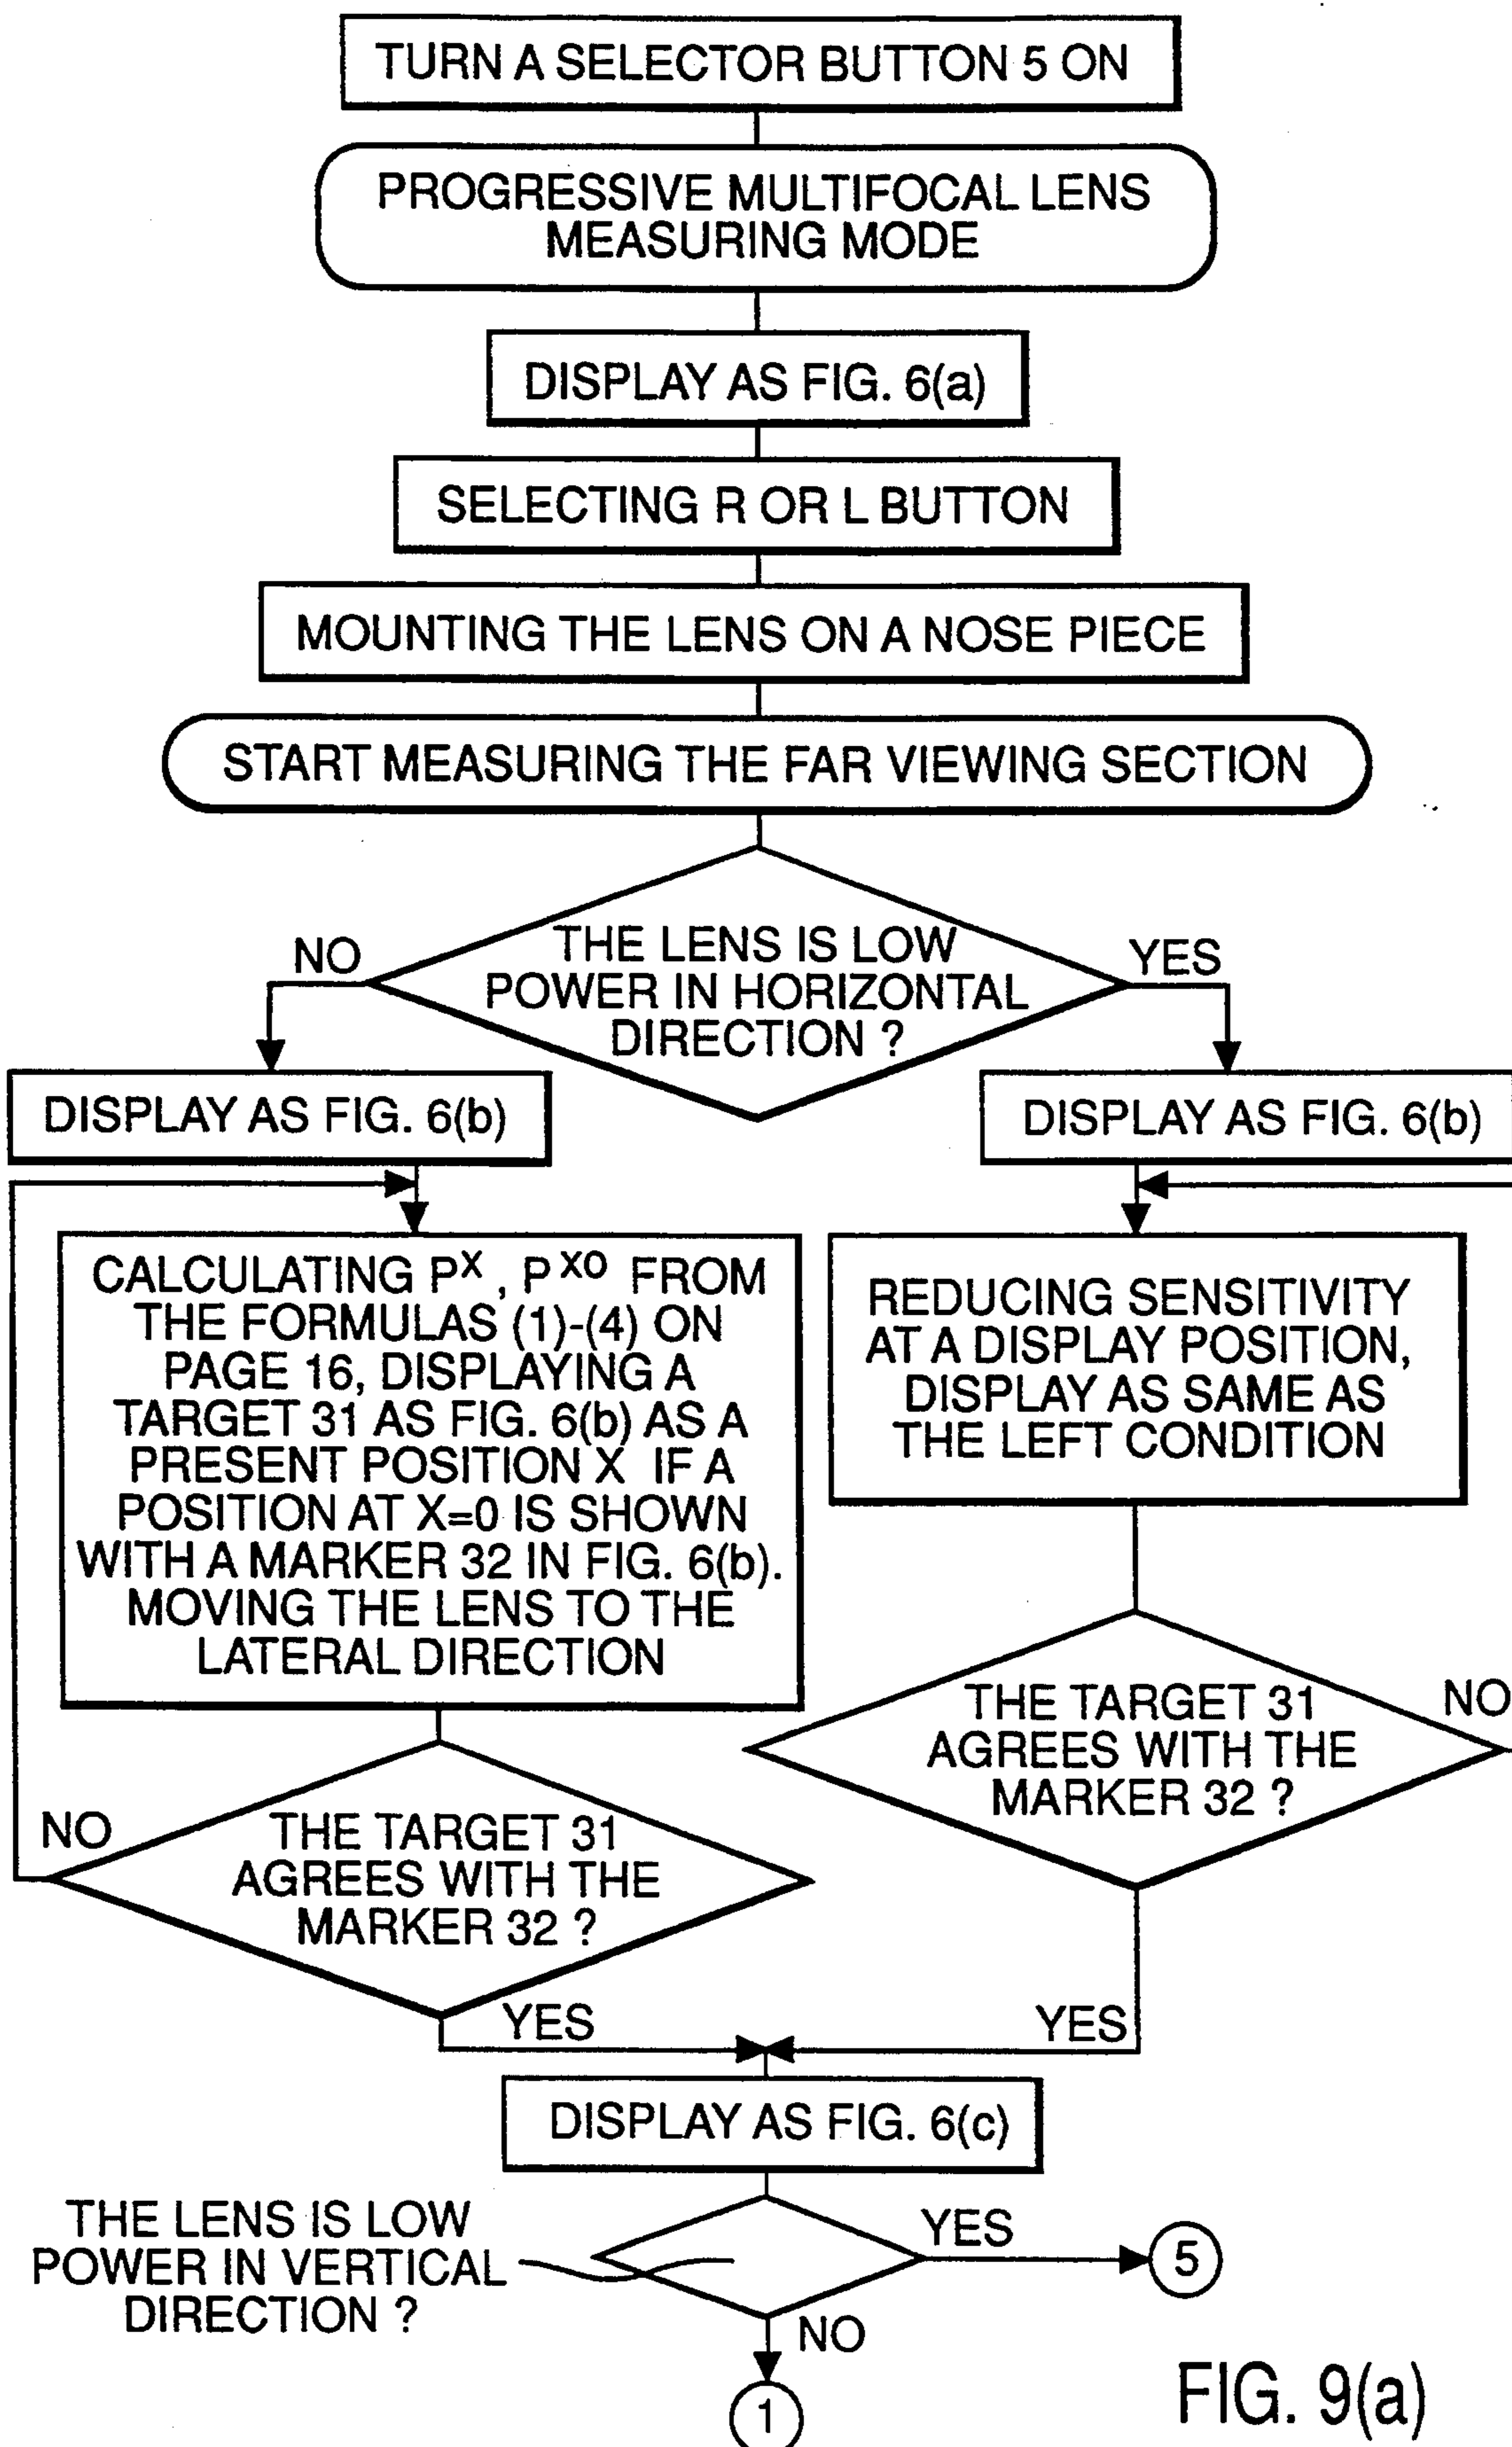 TURN A SELECTOR BUTTON 5 ON
PROGRESSIVE MULTIFOCAL LENS
MEASURING MODE
DISPLAY AS FIG. 6(a)
SELECTING R OR L BUTTON
MOUNTING THE LENS ON A NOSE PIECE
START MEASURING THE FAR VIEWING SECTION
THE LENS IS LOW
POWER IN HORIZONTAL
DIRECTION ?
NO
YES
DISPLAY AS FIG. 6(b)
DISPLAY AS FIG. 6(b)
CALCULATING PX , PXO FROM
THE FORMULAS (1)-(4) ON
PAGE 16, DISPLAYING A
TARGET 31 AS FIG. 6(b) AS A
PRESENT POSITION X IF A
POSITION AT X=0 IS SHOWN
WITH A MARKER 32 IN FIG. 6(b).
MOVING THE LENS TO THE
LATERAL DIRECTION
REDUCING SENSITIVITY
AT A DISPLAY POSITION,
DISPLAY AS SAME AS
THE LEFT CONDITION
THE TARGET 31
AGREES WITH THE
MARKER 32 ?
NO
YES
THE TARGET 31
AGREES WITH THE
MARKER 32 ?
NO
YES
DISPLAY AS FIG. 6(c)
THE LENS IS LOW
POWER IN VERTICAL
DIRECTION ?
YES
5
NO
1
FIG. 9(a)